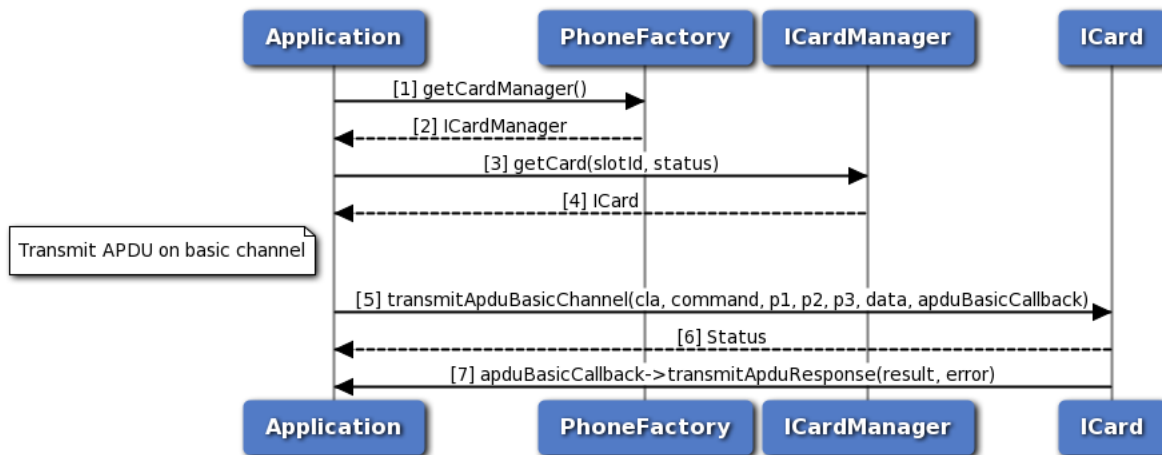 Application PhoneFactory ICardManager ICard
[1] getCardManager()
[2] ICardManager
[3] getCard(slotId, status)
[4] ICard
Transmit APDU on basic channel
[5] transmitApduBasicChannel(cla, command, p1, p2, p3, data, apduBasicCallback)
[6] Status
[7] apduBasicCallback->transmitApduResponse(result, error)
Application PhoneFactory ICardManager ICard